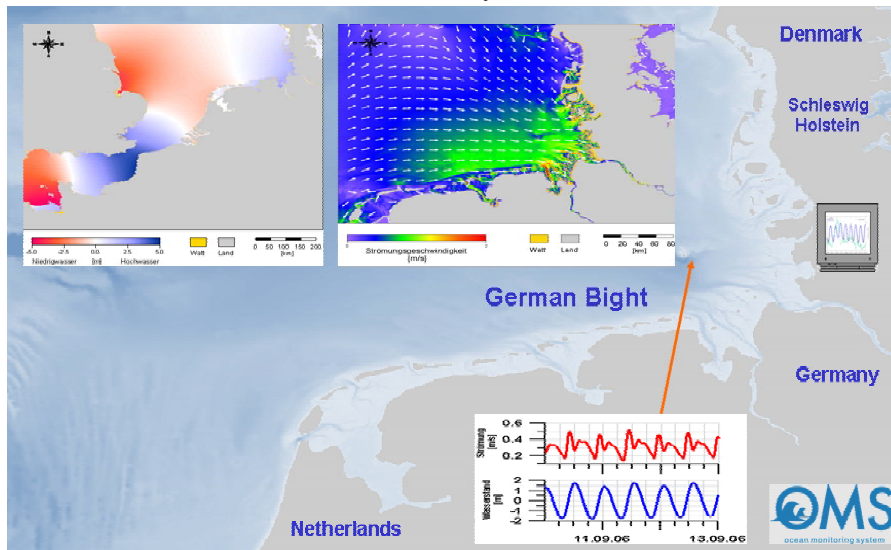 Denmark
Schleswig
Holstein
-5.0 -2.5 0 2.5 5.0
Niedrigwasser [m] Hochwasser
Watt Land
0 50 100 150 200
[km]
Strömungsgeschwindigkeit
[m/s]
Watt Land
0 20 40 60 80
[km]
German Bight
Germany
Strömung
[m/s]
0.6
0.4
0.2
Wasserstand
[m]
2
1
0
-1
-2
11.09.06 13.09.06
Netherlands
OMS
ocean monitoring system